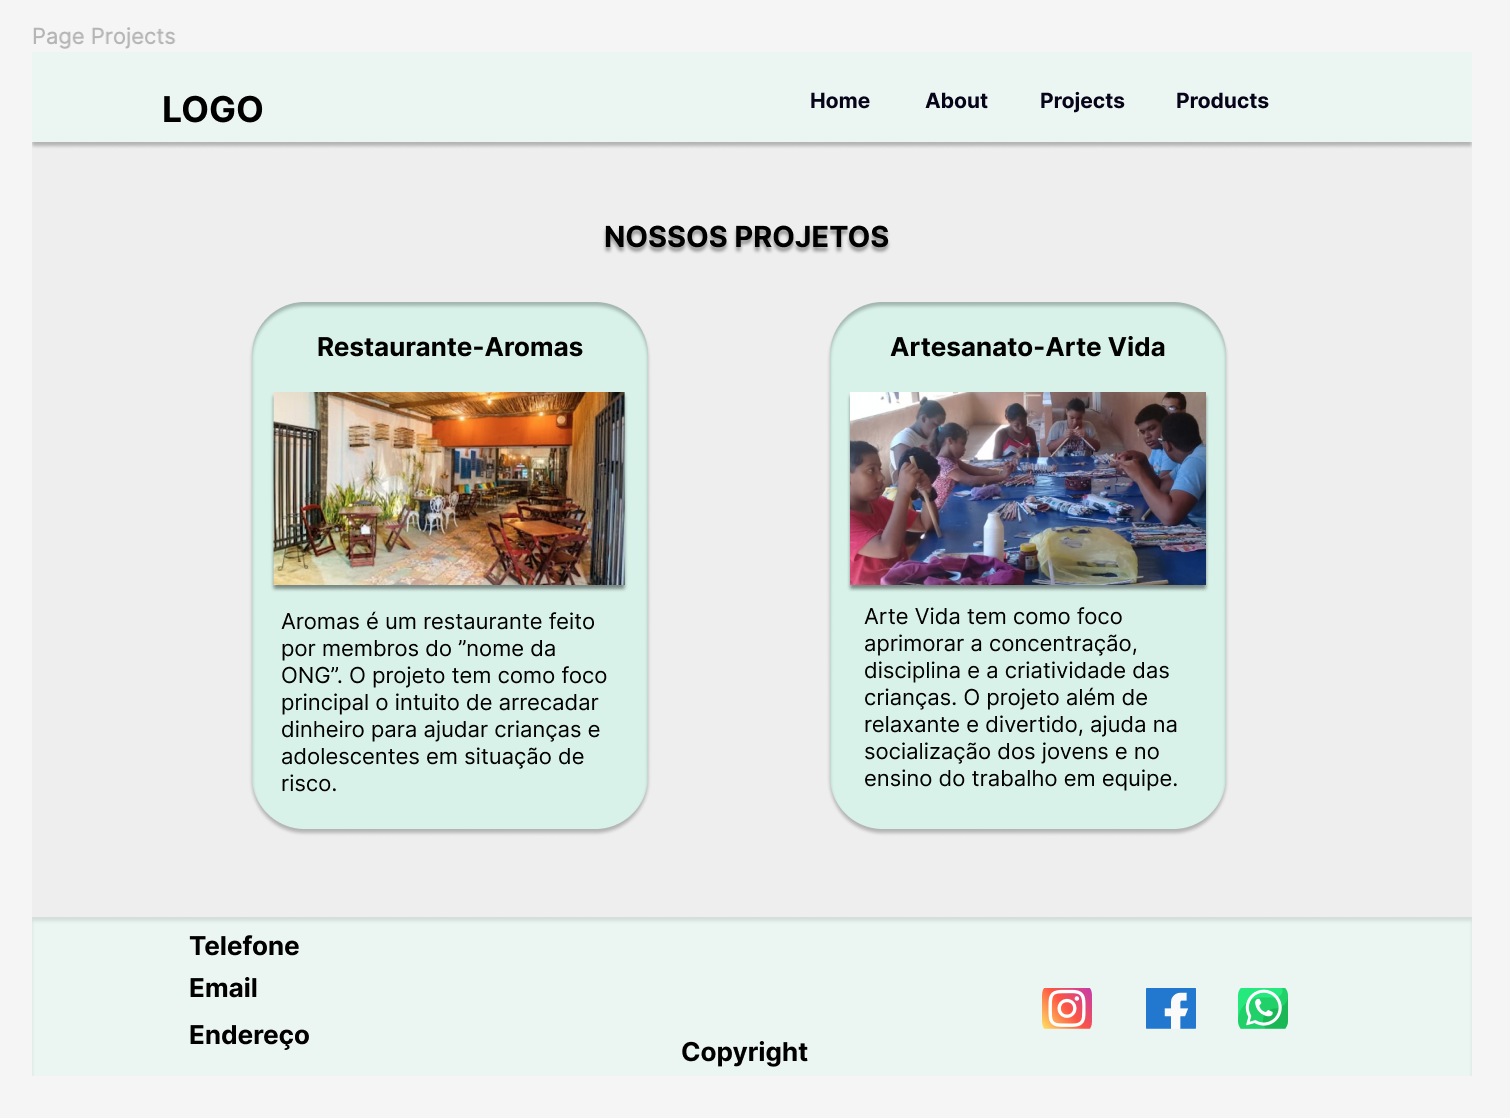 Page Projects
LOGO
Home About Projects Products
NOSSOS PROJETOS
Restaurante-Aromas
Aromas é um restaurante feito
por membros do ”nome da
ONG”. O projeto tem como foco
principal o intuito de arrecadar
dinheiro para ajudar crianças e
adolescentes em situação de
risco.
Artesanato-Arte Vida
Arte Vida tem como foco
aprimorar a concentração,
disciplina e a criatividade das
crianças. O projeto além de
relaxante e divertido, ajuda na
socialização dos jovens e no
ensino do trabalho em equipe.
Telefone
Email
Endereço
Copyright